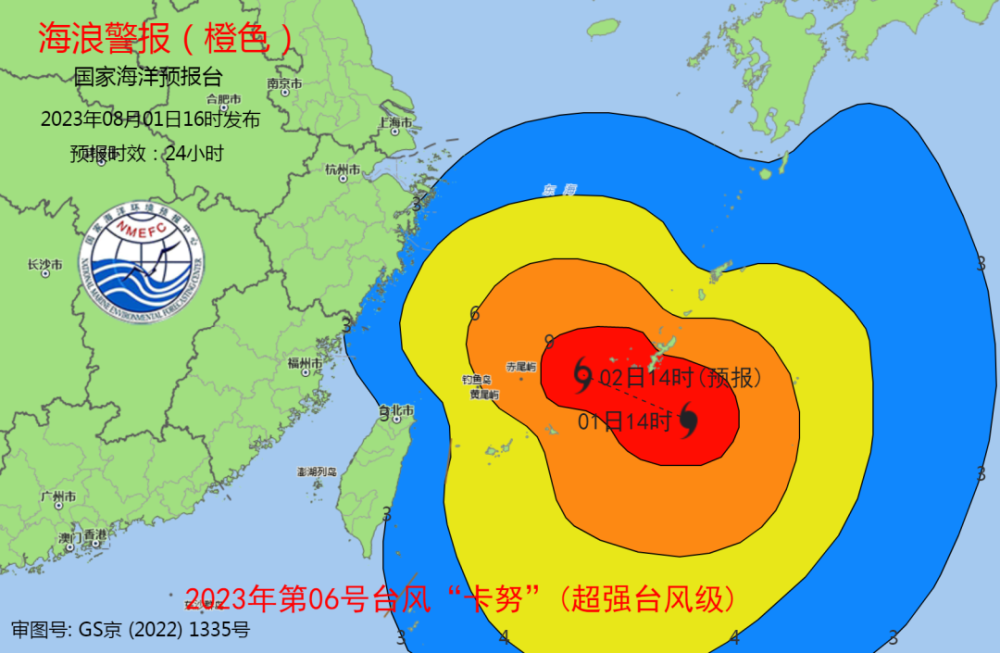 海浪警报（橙色）
国家海洋预报台
2023年08月01日16时发布
预报时效：24小时
南京市
合肥市
上海市
杭州市
东 海
国家海洋环境预报中心
NMEFC
NATIONAL MARINE ENVIRONMENTAL FORECASTING CENTER
长沙市
3
3
3
6
9
福州市
赤尾屿
钓鱼岛
黄尾屿
02日14时(预报)
台北市
3
01日14时
澎湖列岛
3
广州市
3
澳门
香港
2023年第06号台风“卡努”(超强台风级)
审图号: GS京 (2022) 1335号
3
4
4
3